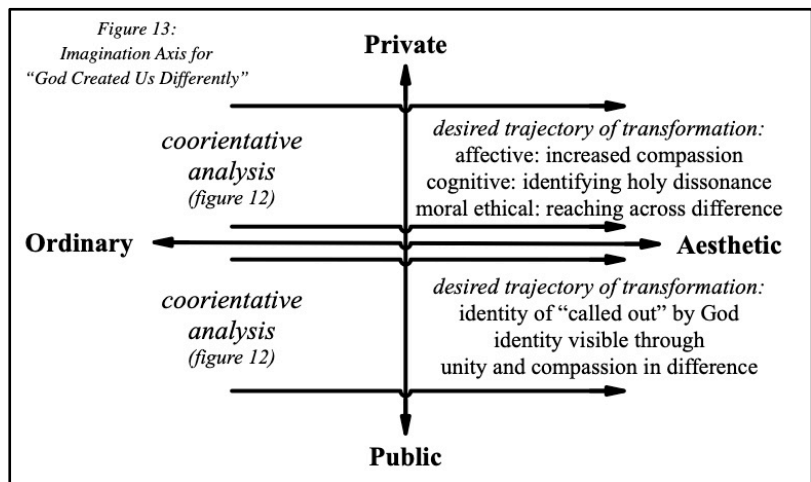 Figure 13:
Imagination Axis for
“God Created Us Differently”
Private
coorientative
analysis
(figure 12)
desired trajectory of transformation:
affective: increased compassion
cognitive: identifying holy dissonance
moral ethical: reaching across difference
Ordinary
Aesthetic
coorientative
analysis
(figure 12)
desired trajectory of transformation:
identity of “called out” by God
identity visible through
unity and compassion in difference
Public